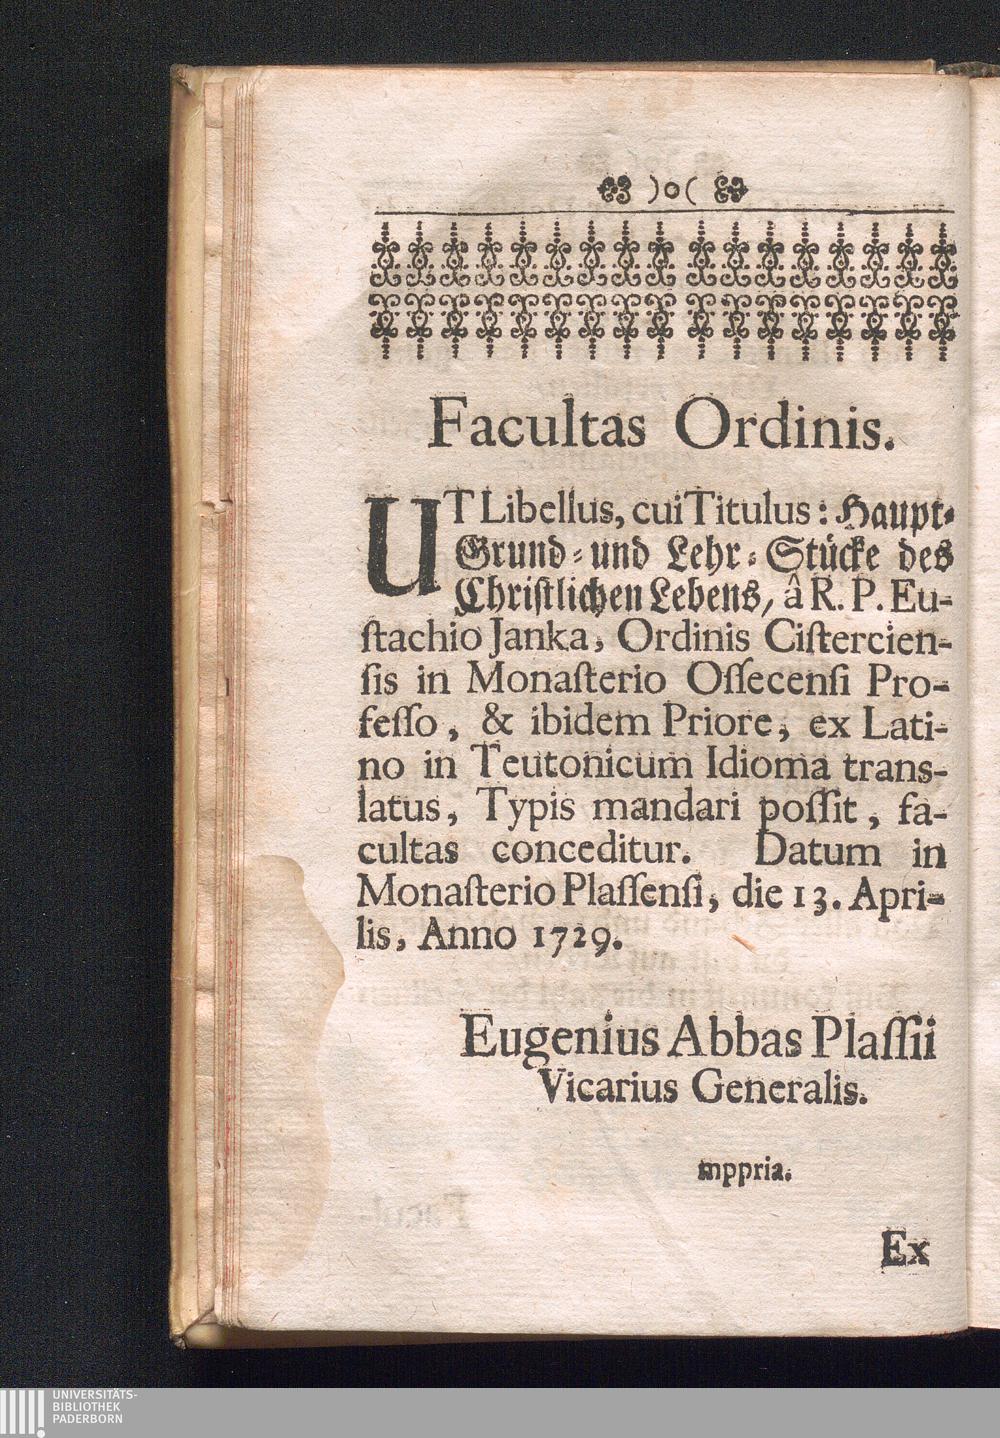 )o(
Facultas Ordinis.
UT Libellus, cui Titulus: Haupt-
Grund- und Lehr-Stücke des
Christlichen Lebens, â R. P. Eu-
ſtachio Janka, Ordinis Ciſtercien-
ſis in Monaſterio Oſſecenſi Pro-
feſſo, & ibidem Priore, ex Lati-
no in Teutonicum Idioma trans-
latus, Typis mandari poſſit, fa-
cultas conceditur. Datum in
Monaſterio Plaſſenſi, die 13. Apri-
lis, Anno 1729.
Eugenius Abbas Plaſſii
Vicarius Generalis.
mppria.
Ex
UNIVERSITÄTS-
BIBLIOTHEK
PADERBORN